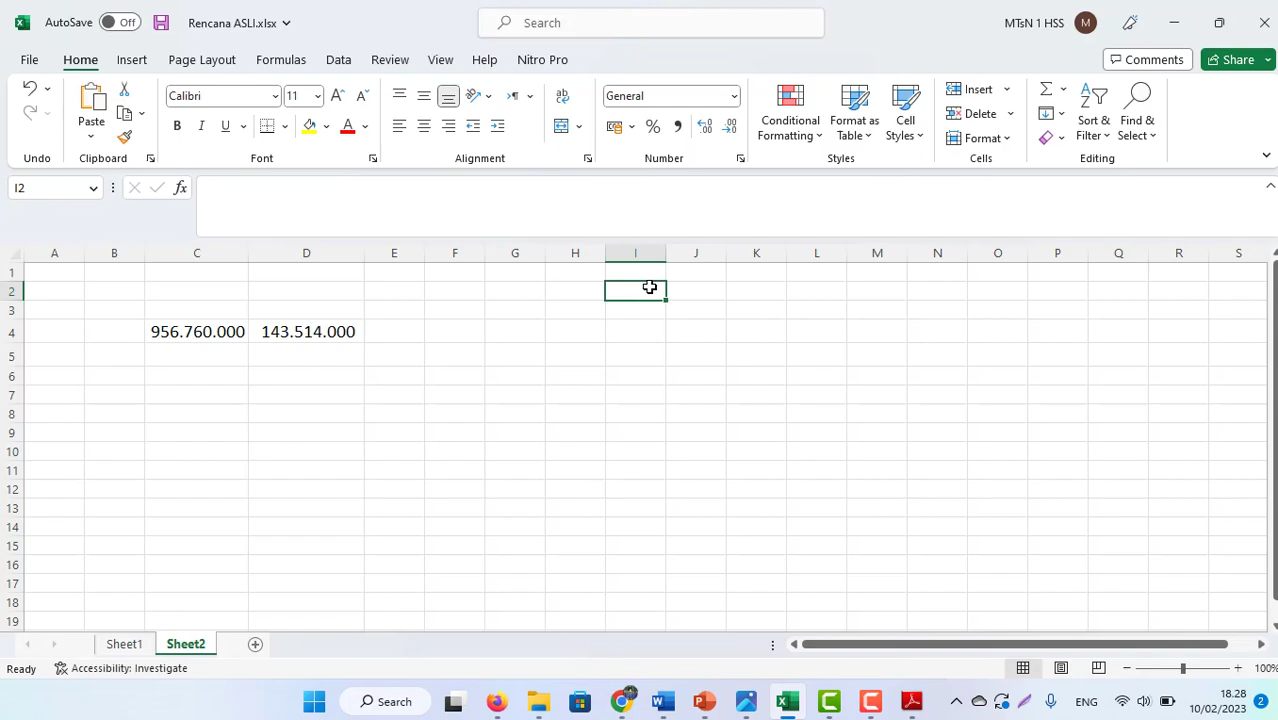 AutoSave Off Rencana ASLI.xlsx Search MTsN 1 HSS M
File Home Insert Page Layout Formulas Data Review View Help Nitro Pro Comments Share
Calibri 11 General Insert
Paste Conditional Formatting Format as Table Cell Styles Delete Sort & Filter Find & Select
Format
Undo Clipboard Font Alignment Number Styles Cells Editing
I2 fx
A B C D E F G H I J K L M N O P Q R S
1
2
3
4 956.760.000 143.514.000
5
6
7
8
9
10
11
12
13
14
15
16
17
18
19
Sheet1 Sheet2
Ready Accessibility: Investigate 100%
Search ENG 18.28
10/02/2023 2